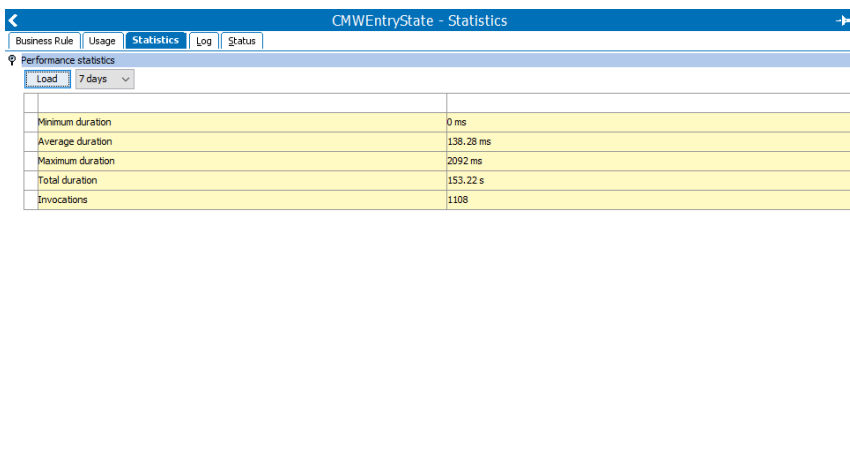 CMWEntryState - Statistics
Business Rule Usage Statistics Log Status
Performance statistics
Load 7 days
Minimum duration 0 ms
Average duration 138.28 ms
Maximum duration 2092 ms
Total duration 153.22 s
Invocations 1108